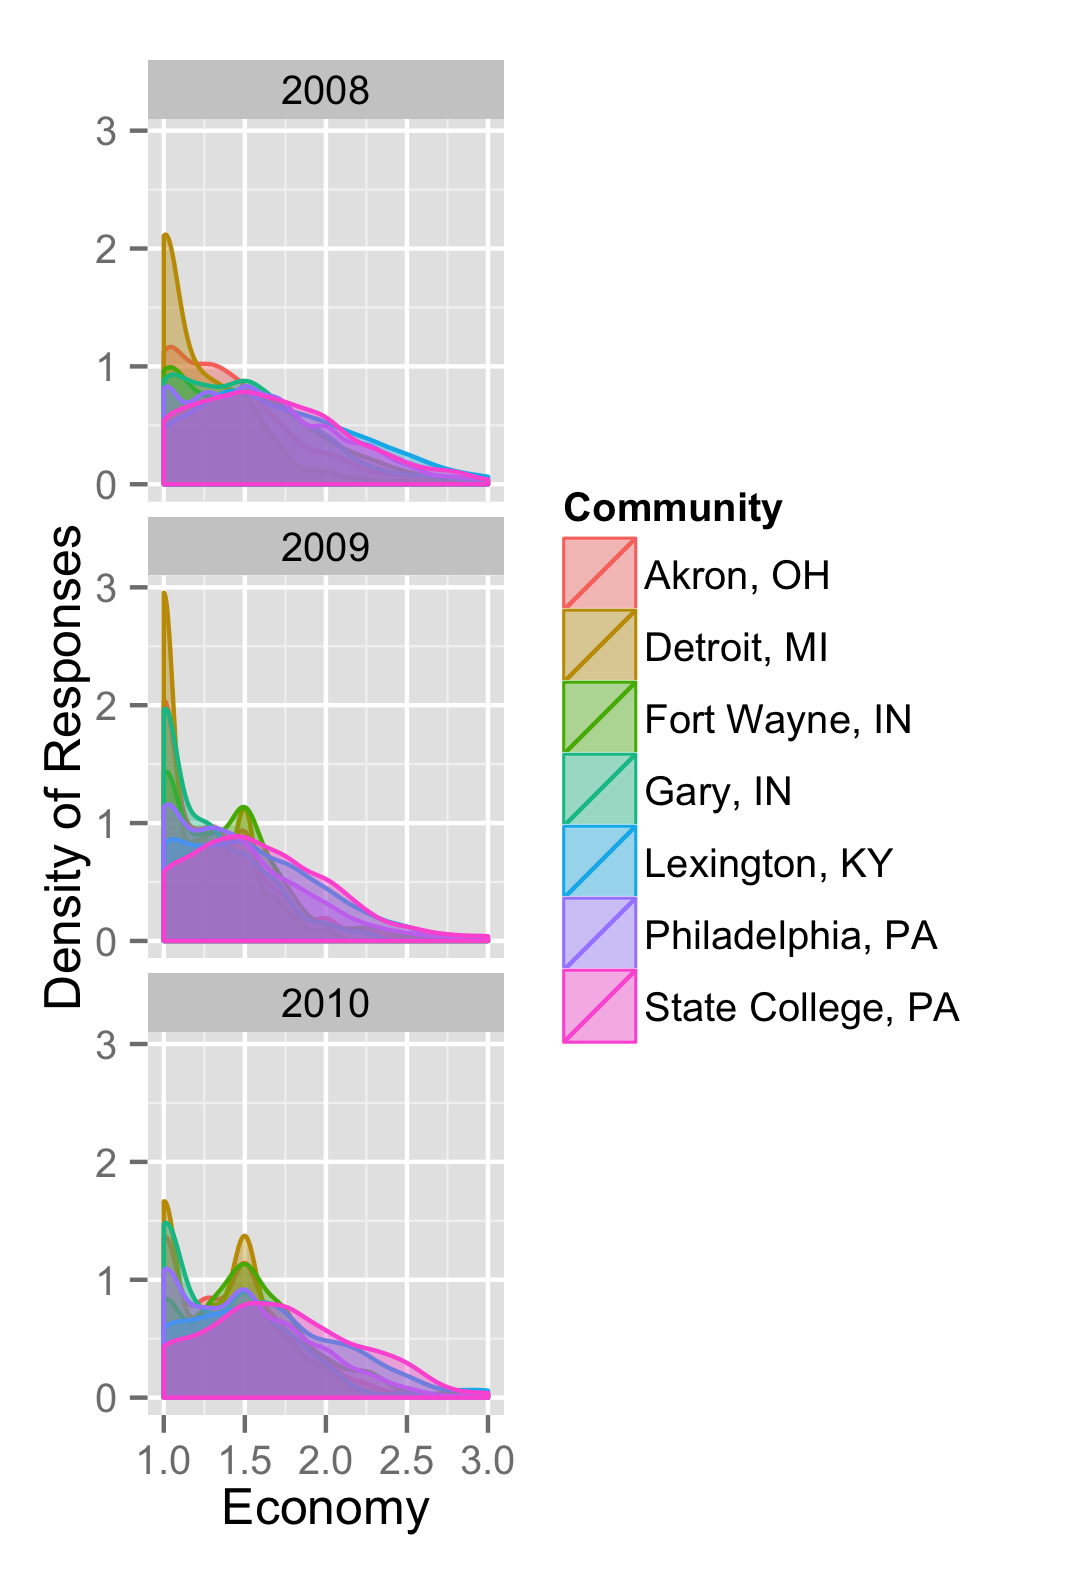 2008
3
2
1
0
2009
3
2
1
0
2010
3
2
1
0
1.0 1.5 2.0 2.5 3.0
Economy
Density of Responses
Community
Akron, OH
Detroit, MI
Fort Wayne, IN
Gary, IN
Lexington, KY
Philadelphia, PA
State College, PA